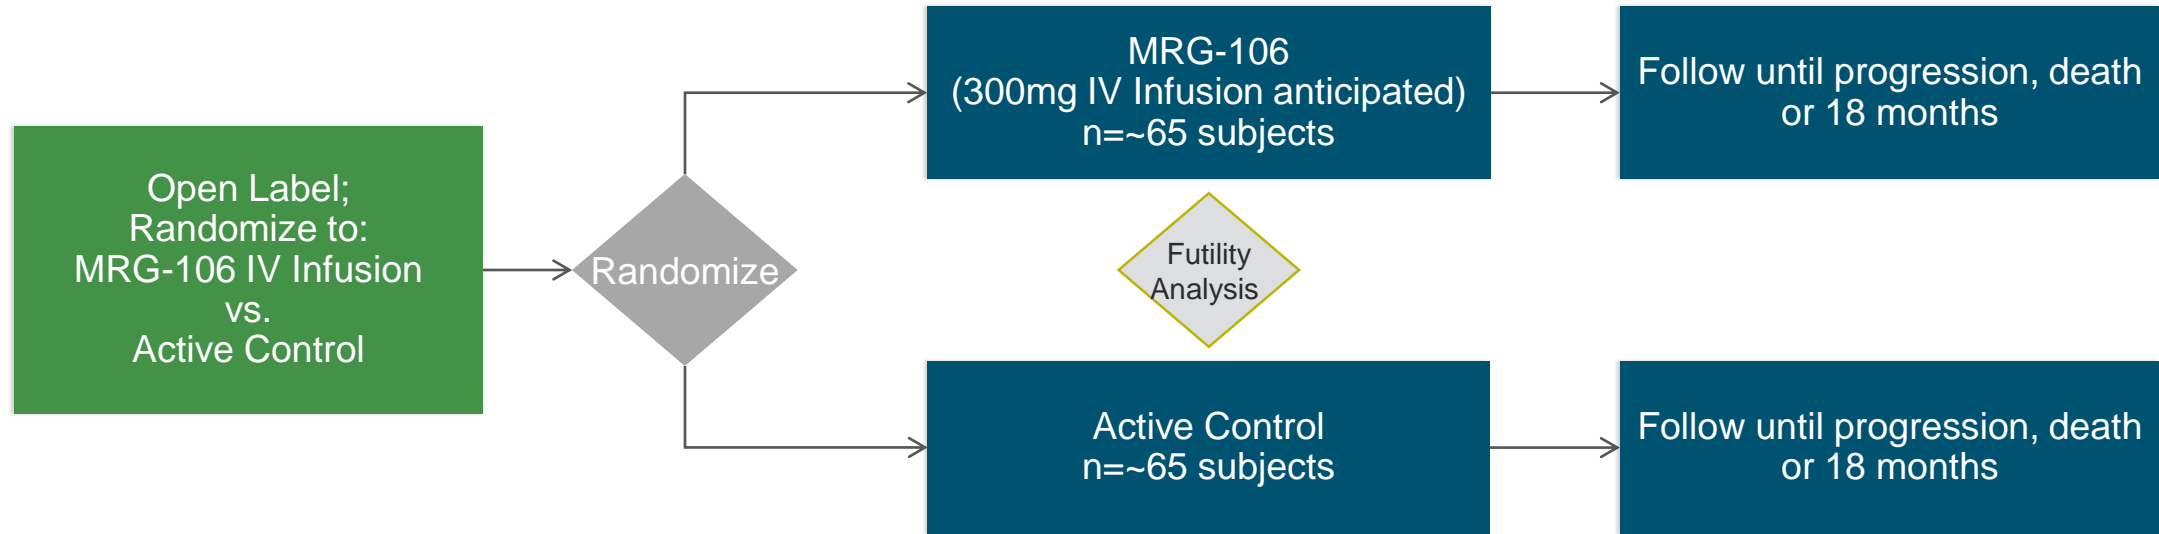 Open Label;
Randomize to:
MRG-106 IV Infusion
vs.
Active Control
Randomize
MRG-106
(300mg IV Infusion anticipated)
n=~65 subjects
Follow until progression, death
or 18 months
Futility
Analysis
Active Control
n=~65 subjects
Follow until progression, death
or 18 months